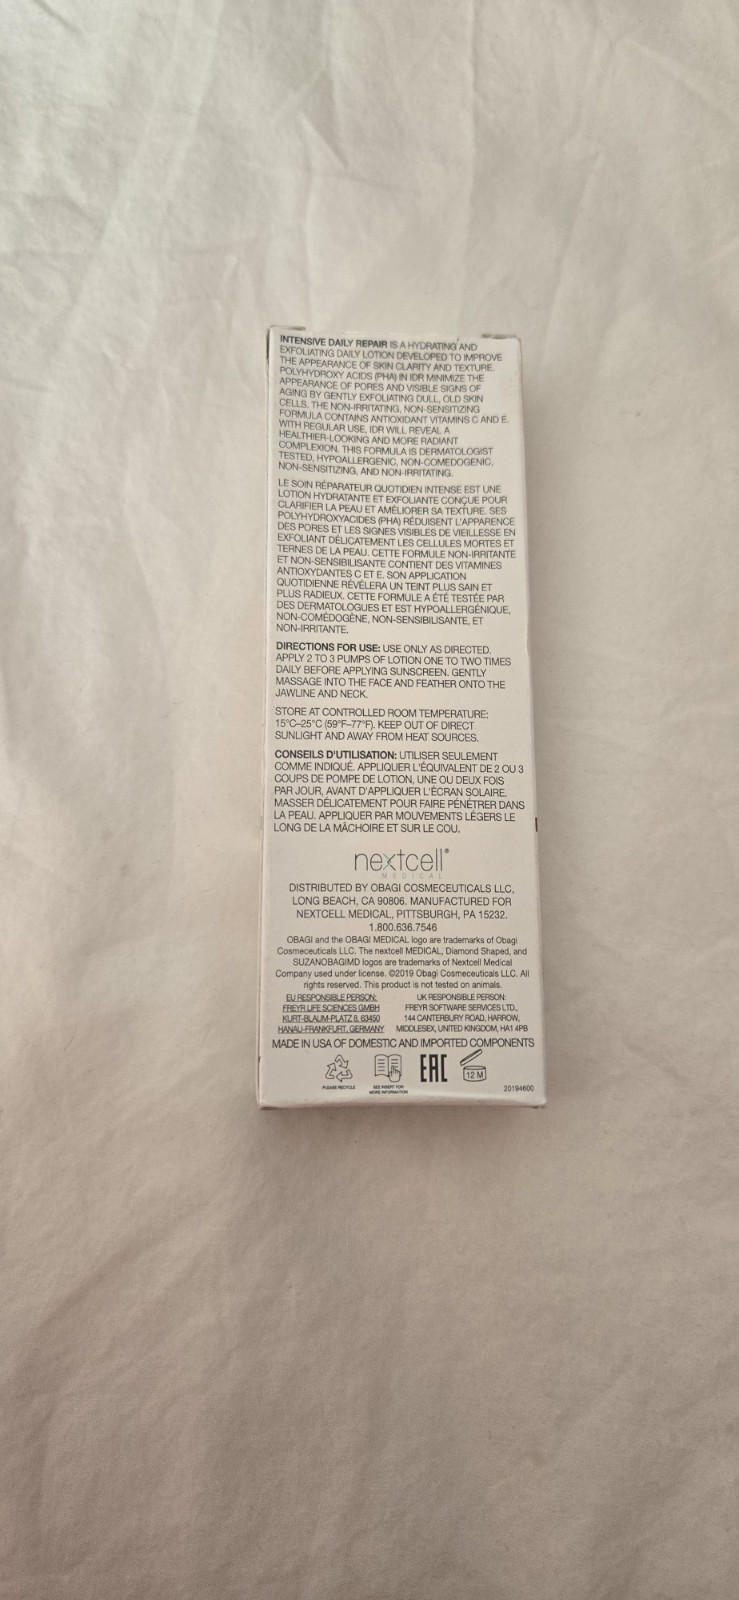 INTENSIVE DAILY REPAIR IS A HYDRATING AND
EXFOLIATING DAILY LOTION DEVELOPED TO IMPROVE
THE APPEARANCE OF SKIN CLARITY AND TEXTURE.
POLYHYDROXY ACIDS (PHA) IN IDR MINIMIZE THE
APPEARANCE OF PORES AND VISIBLE SIGNS OF
AGING BY GENTLY EXFOLIATING DULL, OLD SKIN
CELLS. THE NON-IRRITATING, NON-SENSITIZING
FORMULA CONTAINS ANTIOXIDANT VITAMINS C AND E.
WITH REGULAR USE, IDR WILL REVEAL A
HEALTHIER-LOOKING AND MORE RADIANT
COMPLEXION. THIS FORMULA IS DERMATOLOGIST
TESTED, HYPOALLERGENIC, NON-COMEDOGENIC,
NON-SENSITIZING, AND NON-IRRITATING.
LE SOIN RÉPARATEUR QUOTIDIEN INTENSE EST UNE
LOTION HYDRATANTE ET EXFOLIANTE CONÇUE POUR
CLARIFIER LA PEAU ET AMÉLIORER SA TEXTURE. SES
POLYHYDROXYACIDES (PHA) RÉDUISENT L'APPARENCE
DES PORES ET LES SIGNES VISIBLES DE VIEILLESSE EN
EXFOLIANT DÉLICATEMENT LES CELLULES MORTES ET
TERNES DE LA PEAU. CETTE FORMULE NON-IRRITANTE
ET NON-SENSIBILISANTE CONTIENT DES VITAMINES
ANTIOXYDANTES C ET E. SON APPLICATION
QUOTIDIENNE RÉVÉLERA UN TEINT PLUS SAIN ET
PLUS RADIEUX. CETTE FORMULE A ÉTÉ TESTÉE PAR
DES DERMATOLOGUES ET EST HYPOALLERGÉNIQUE,
NON-COMÉDOGÈNE, NON-SENSIBILISANTE, ET
NON-IRRITANTE.
DIRECTIONS FOR USE: USE ONLY AS DIRECTED.
APPLY 2 TO 3 PUMPS OF LOTION ONE TO TWO TIMES
DAILY BEFORE APPLYING SUNSCREEN. GENTLY
MASSAGE INTO THE FACE AND FEATHER ONTO THE
JAWLINE AND NECK.
STORE AT CONTROLLED ROOM TEMPERATURE:
15°C–25°C (59°F–77°F). KEEP OUT OF DIRECT
SUNLIGHT AND AWAY FROM HEAT SOURCES.
CONSEILS D'UTILISATION: UTILISER SEULEMENT
COMME INDIQUÉ. APPLIQUER L'ÉQUIVALENT DE 2 OU 3
COUPS DE POMPE DE LOTION, UNE OU DEUX FOIS
PAR JOUR, AVANT D'APPLIQUER L'ÉCRAN SOLAIRE.
MASSER DÉLICATEMENT POUR FAIRE PÉNÉTRER DANS
LA PEAU. APPLIQUER PAR MOUVEMENTS LÉGERS LE
LONG DE LA MÂCHOIRE ET SUR LE COU.
nextcell®
MEDICAL
DISTRIBUTED BY OBAGI COSMECEUTICALS LLC,
LONG BEACH, CA 90806. MANUFACTURED FOR
NEXTCELL MEDICAL, PITTSBURGH, PA 15232.
1.800.636.7546
OBAGI and the OBAGI MEDICAL logo are trademarks of Obagi
Cosmeceuticals LLC. The nextcell MEDICAL, Diamond Shaped, and
SUZANOBAGIMD logos are trademarks of Nextcell Medical
Company used under license. ©2019 Obagi Cosmeceuticals LLC. All
rights reserved. This product is not tested on animals.
EU RESPONSIBLE PERSON:
FREYR LIFE SCIENCES GMBH
KURT-BLAUM-PLATZ 8, 63450
HANAU-FRANKFURT, GERMANY
UK RESPONSIBLE PERSON:
FREYR SOFTWARE SERVICES LTD.,
144 CANTERBURY ROAD, HARROW,
MIDDLESEX, UNITED KINGDOM, HA1 4PB
MADE IN USA OF DOMESTIC AND IMPORTED COMPONENTS
EAC
12 M
PLEASE RECYCLE
SEE INSERT FOR
MORE INFORMATION
20194600